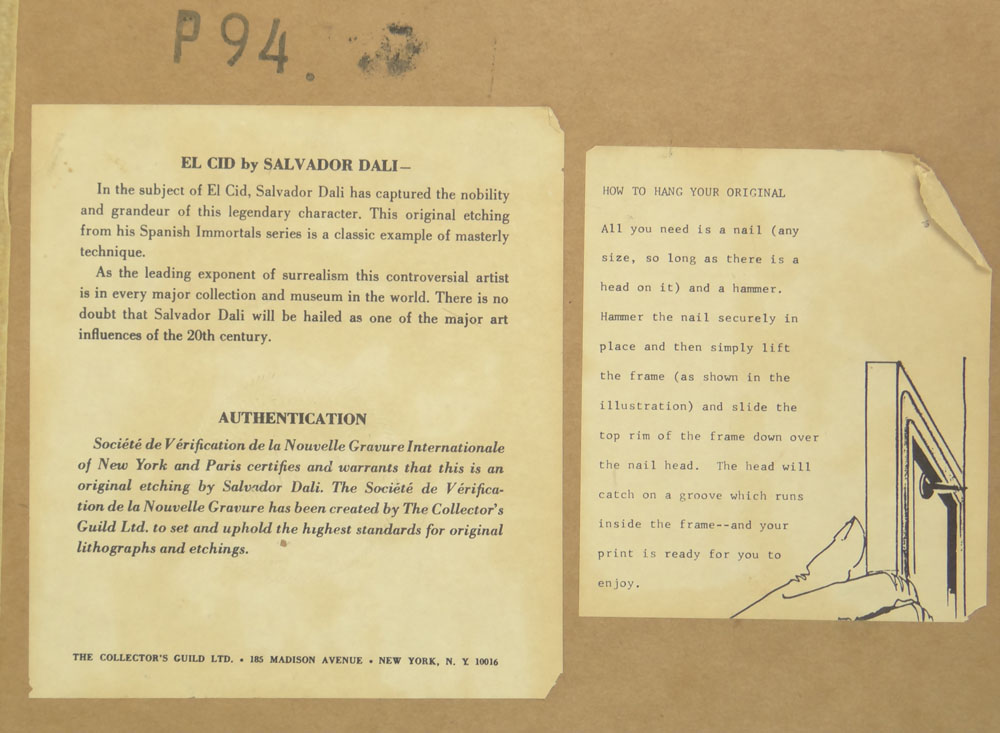 P94.
EL CID by SALVADOR DALI—
In the subject of El Cid, Salvador Dali has captured the nobility
and grandeur of this legendary character. This original etching
from his Spanish Immortals series is a classic example of masterly
technique.
As the leading exponent of surrealism this controversial artist
is in every major collection and museum in the world. There is no
doubt that Salvador Dali will be hailed as one of the major art
influences of the 20th century.
AUTHENTICATION
Société de Vérification de la Nouvelle Gravure Internationale
of New York and Paris certifies and warrants that this is an
original etching by Salvador Dali. The Société de Vérifica-
tion de la Nouvelle Gravure has been created by The Collector's
Guild Ltd. to set and uphold the highest standards for original
lithographs and etchings.
THE COLLECTOR'S GUILD LTD. • 185 MADISON AVENUE • NEW YORK, N. Y. 10016
HOW TO HANG YOUR ORIGINAL
All you need is a nail (any
size, so long as there is a
head on it) and a hammer.
Hammer the nail securely in
place and then simply lift
the frame (as shown in the
illustration) and slide the
top rim of the frame down over
the nail head. The head will
catch on a groove which runs
inside the frame--and your
print is ready for you to
enjoy.